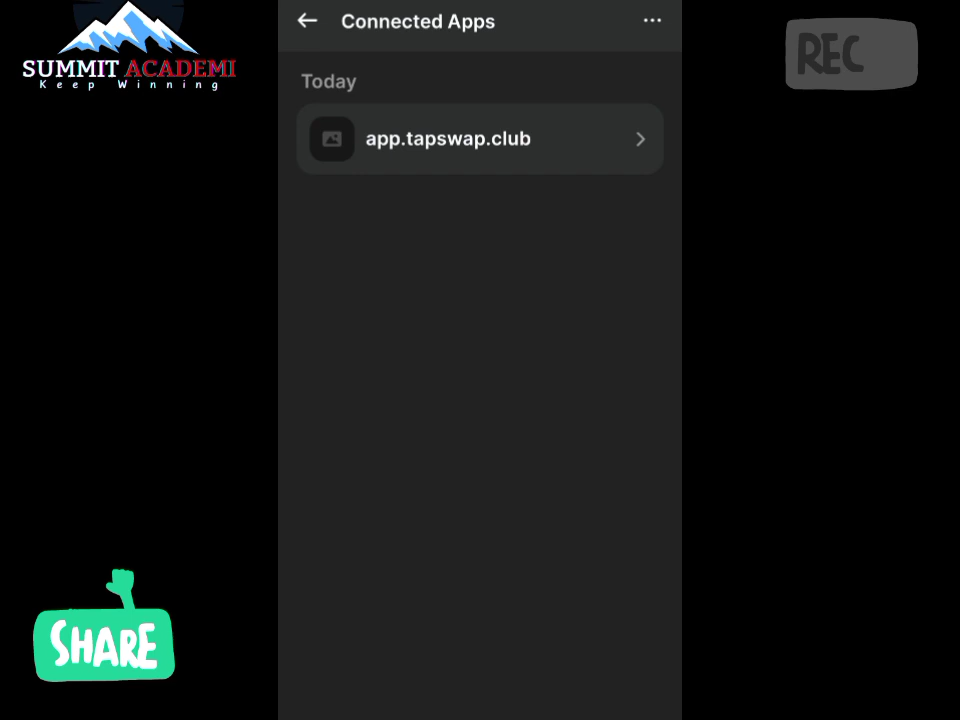 SUMMIT ACADEMI
Keep Winning
Connected Apps
REC
Today
app.tapswap.club
SHARE